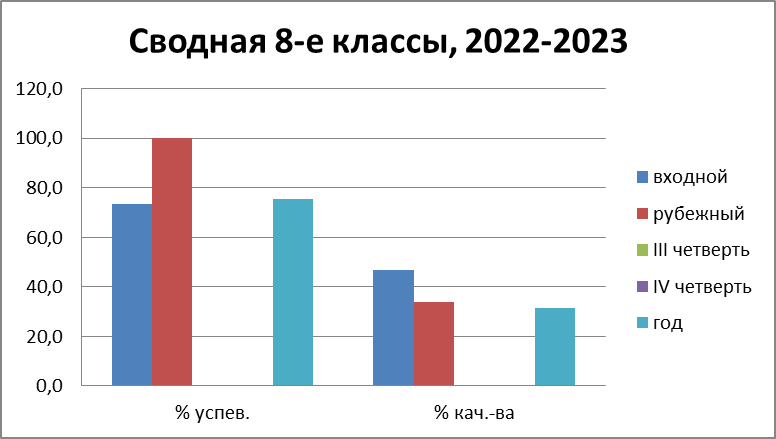 Сводная 8-е классы, 2022-2023
120,0
100,0
80,0
60,0
40,0
20,0
0,0
% успев.
% кач.-ва
входной
рубежный
III четверть
IV четверть
год